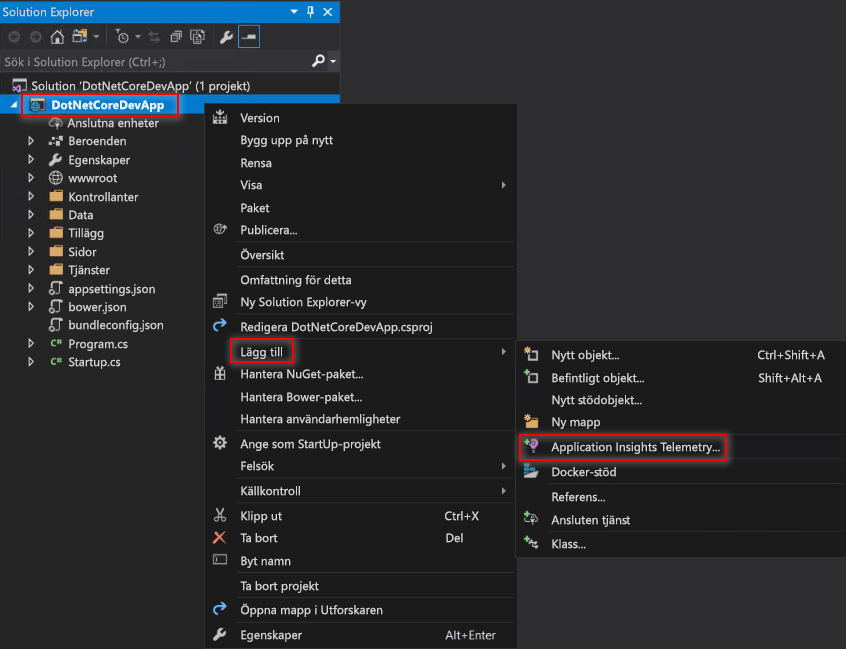 Solution Explorer
Sök i Solution Explorer (Ctrl+;)
Solution ‘DotNetCoreDevApp’ (1 projekt)
DotNetCoreDevApp
Anslutna enheter
Beroenden
Egenskaper
wwwroot
Kontrollanter
Data
Tillägg
Sidor
Tjänster
appsettings.json
bower.json
bundleconfig.json
C# Program.cs
C# Startup.cs
Version
Bygg upp på nytt
Rensa
Visa
Paket
Publicera...
Översikt
Omfattning för detta
Ny Solution Explorer-vy
Redigera DotNetCoreDevApp.csproj
Lägg till
Hantera NuGet-paket...
Hantera Bower-paket...
Hantera användarhemligheter
Ange som StartUp-projekt
Felsök
Källkontroll
Klipp ut Ctrl+X
Ta bort Del
Byt namn
Ta bort projekt
Öppna mapp i Utforskaren
Egenskaper Alt+Enter
Nytt objekt... Ctrl+Shift+A
Befintligt objekt... Shift+Alt+A
Nytt stödobjekt...
Ny mapp
Application Insights Telemetry...
Docker-stöd
Referens...
Ansluten tjänst
Klass...